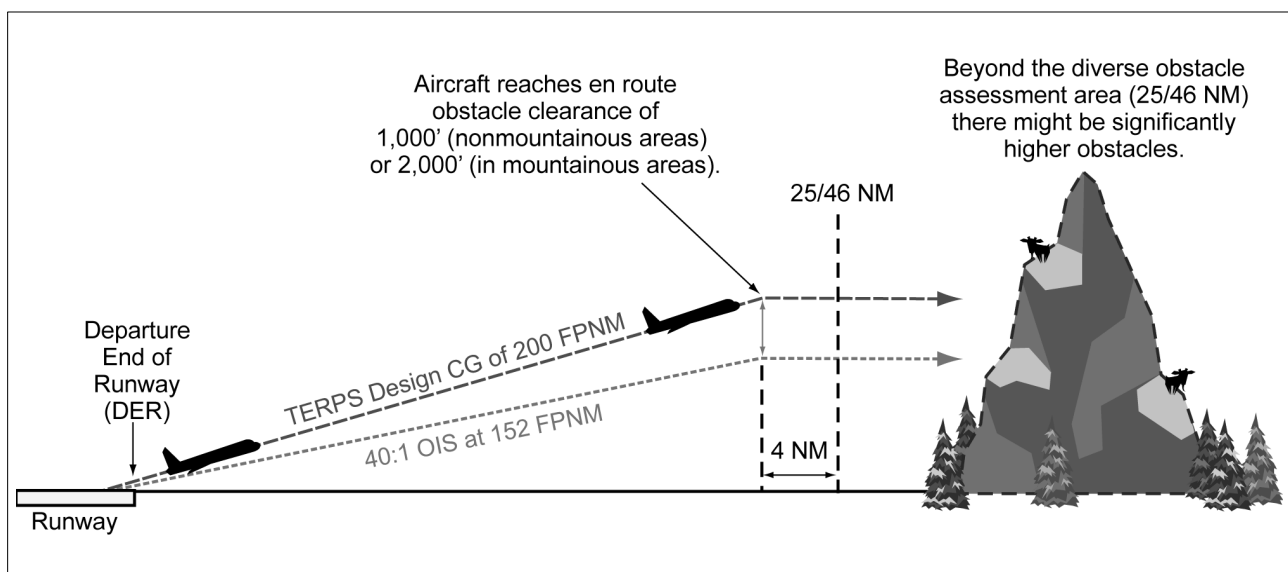 Aircraft reaches en route
obstacle clearance of
1,000’ (nonmountainous areas)
or 2,000’ (in mountainous areas).
Beyond the diverse obstacle
assessment area (25/46 NM)
there might be significantly
higher obstacles.
25/46 NM
Departure
End of
Runway
(DER)
TERPS Design CG of 200 FPNM
40:1 OIS at 152 FPNM
4 NM
Runway